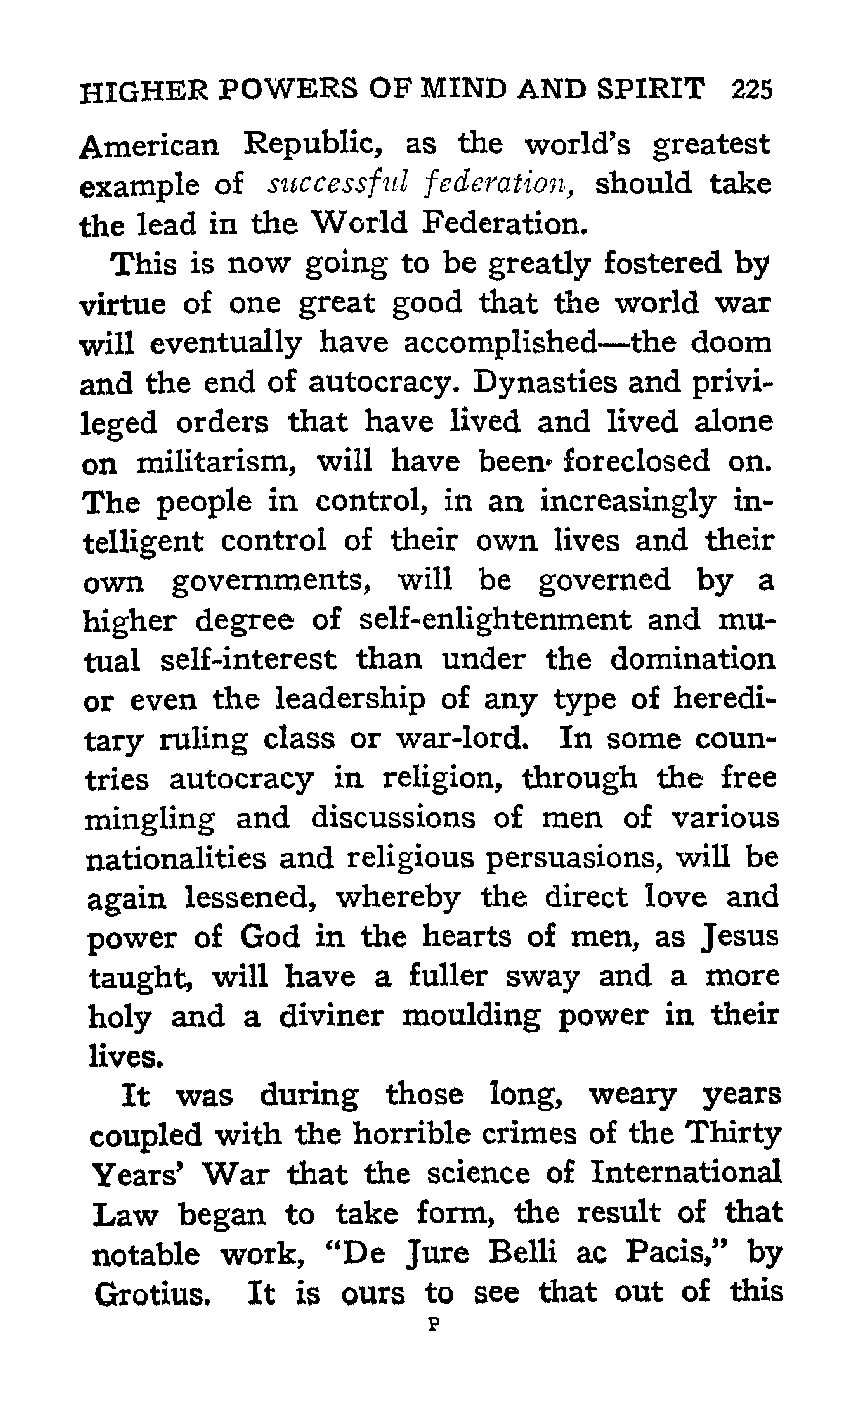 HIGHER POWERS OF MIND AND SPIRIT 225
American Republic, as the world's greatest
example of successful federation, should take
the lead in the World Federation.
This is now going to be greatly fostered by
virtue of one great good that the world war
will eventually have accomplished—the doom
and the end of autocracy. Dynasties and privi-
leged orders that have lived and lived alone
on militarism, will have been· foreclosed on.
The people in control, in an increasingly in-
telligent control of their own lives and their
own governments, will be governed by a
higher degree of self-enlightenment and mu-
tual self-interest than under the domination
or even the leadership of any type of heredi-
tary ruling class or war-lord. In some coun-
tries autocracy in religion, through the free
mingling and discussions of men of various
nationalities and religious persuasions, will be
again lessened, whereby the direct love and
power of God in the hearts of men, as Jesus
taught, will have a fuller sway and a more
holy and a diviner moulding power in their
lives.
It was during those long, weary years
coupled with the horrible crimes of the Thirty
Years' War that the science of International
Law began to take form, the result of that
notable work, "De Jure Belli ac Pacis," by
Grotius. It is ours to see that out of this
P